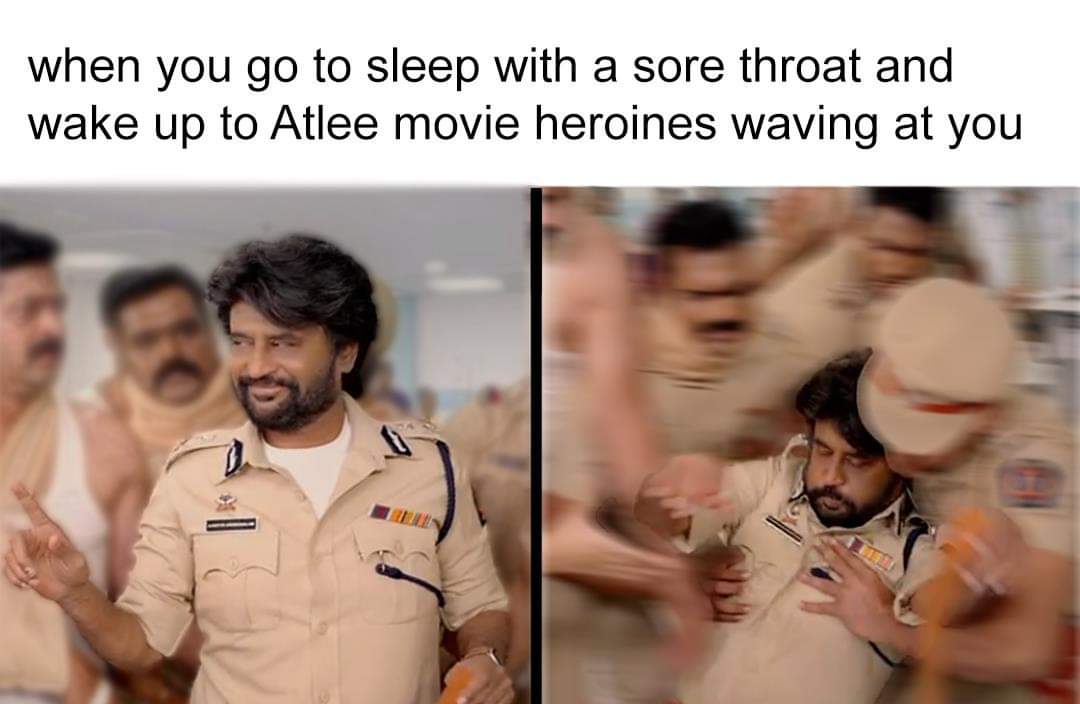 when you go to sleep with a sore throat and
wake up to Atlee movie heroines waving at you